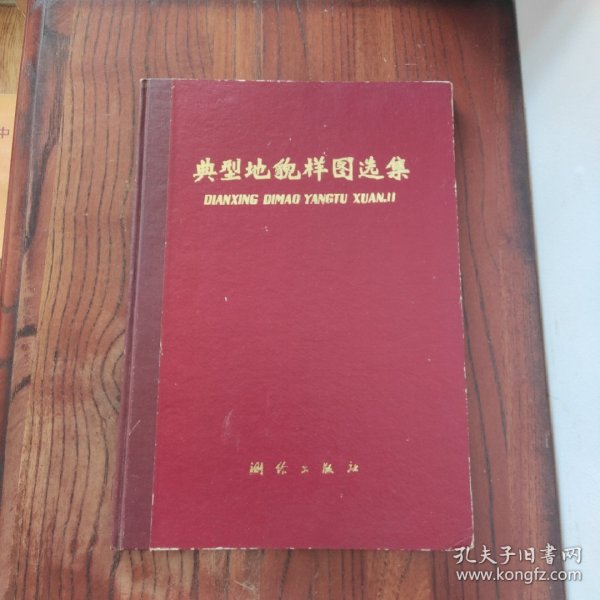 典型地貌样图选集
DIANXING DIMAO YANGTU XUANJI
测绘出版社
中
孔夫子旧书网
www.kongfz.com